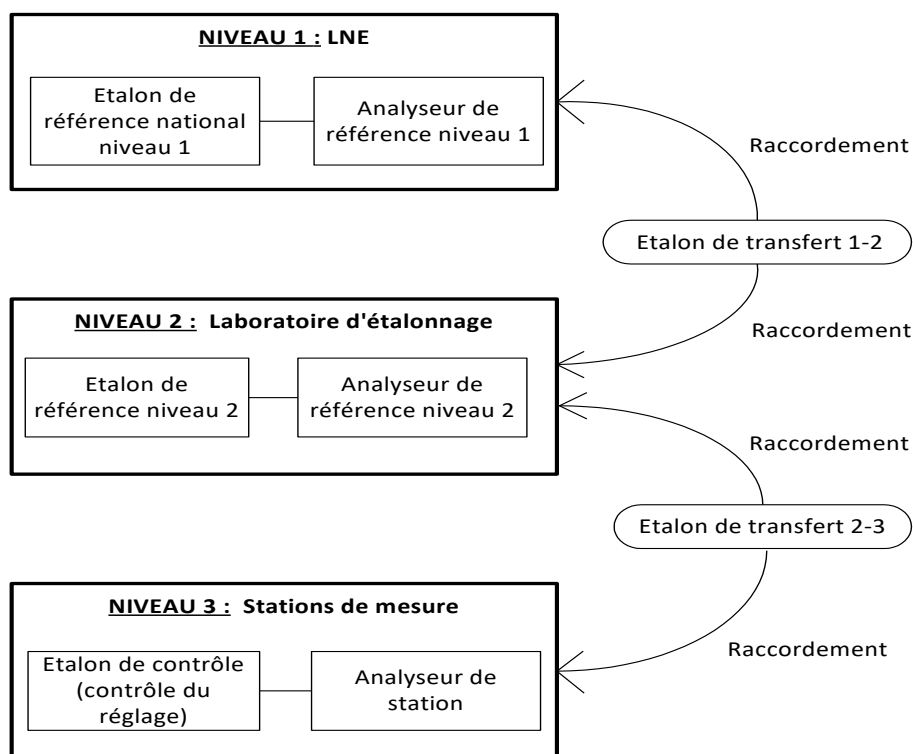 NIVEAU 1 : LNE
Etalon de
référence national
niveau 1
Analyseur de
référence niveau 1
Raccordement
Etalon de transfert 1-2
Raccordement
NIVEAU 2 : Laboratoire d'étalonnage
Etalon de
référence niveau 2
Analyseur de
référence niveau 2
Raccordement
Etalon de transfert 2-3
Raccordement
NIVEAU 3 : Stations de mesure
Etalon de contrôle
(contrôle du
réglage)
Analyseur de
station